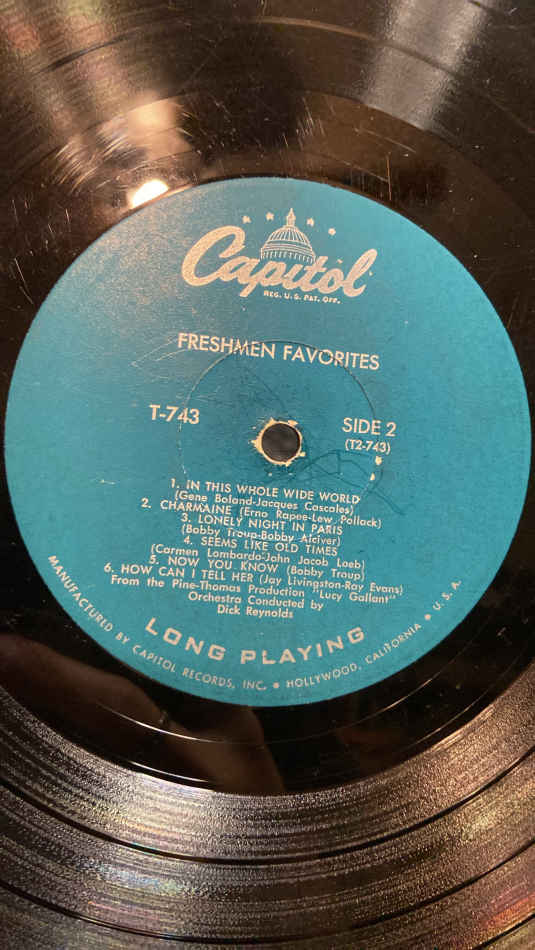 Capitol
REG. U.S. PAT. OFF.
FRESHMEN FAVORITES
T-743
SIDE 2
(T2-743)
1. IN THIS WHOLE WIDE WORLD
(Gene Boland-Jacques Cascales)
2. CHARMAINE (Erno Rapee-Lew Pollack)
3. LONELY NIGHT IN PARIS
(Bobby Troup-Bobby Alciver)
4. SEEMS LIKE OLD TIMES
(Carmen Lombardo-John Jacob Loeb)
5. NOW YOU KNOW (Bobby Troup)
6. HOW CAN I TELL HER (Jay Livingston-Ray Evans)
From the Pine-Thomas Production "Lucy Gallant"
Orchestra Conducted by
Dick Reynolds
LONG PLAYING
MANUFACTURED BY CAPITOL RECORDS, INC. • HOLLYWOOD, CALIFORNIA • U.S.A.